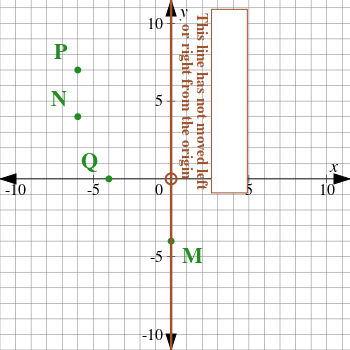 y
10
This line has not moved left
or right from the origin
P
5
N
Q
x
-10
-5
0
5
10
M
-5
-10